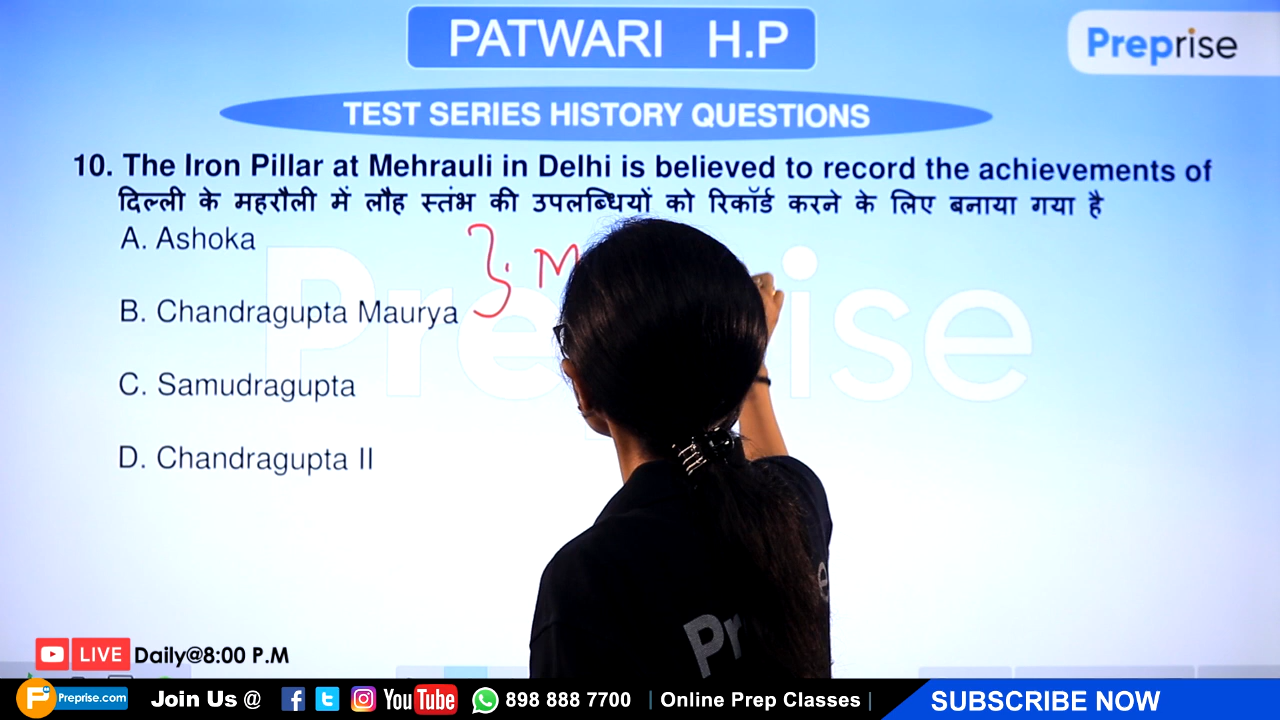 PATWARI H.P
Preprise
TEST SERIES HISTORY QUESTIONS
10. The Iron Pillar at Mehrauli in Delhi is believed to record the achievements of
दिल्ली के महरौली में लौह स्तंभ की उपलब्धियों को रिकॉर्ड करने के लिए बनाया गया है
A. Ashoka
B. Chandragupta Maurya
C. Samudragupta
D. Chandragupta II
LIVE Daily@8:00 P.M
Preprise.com Join Us @ YouTube 898 888 7700 | Online Prep Classes | SUBSCRIBE NOW